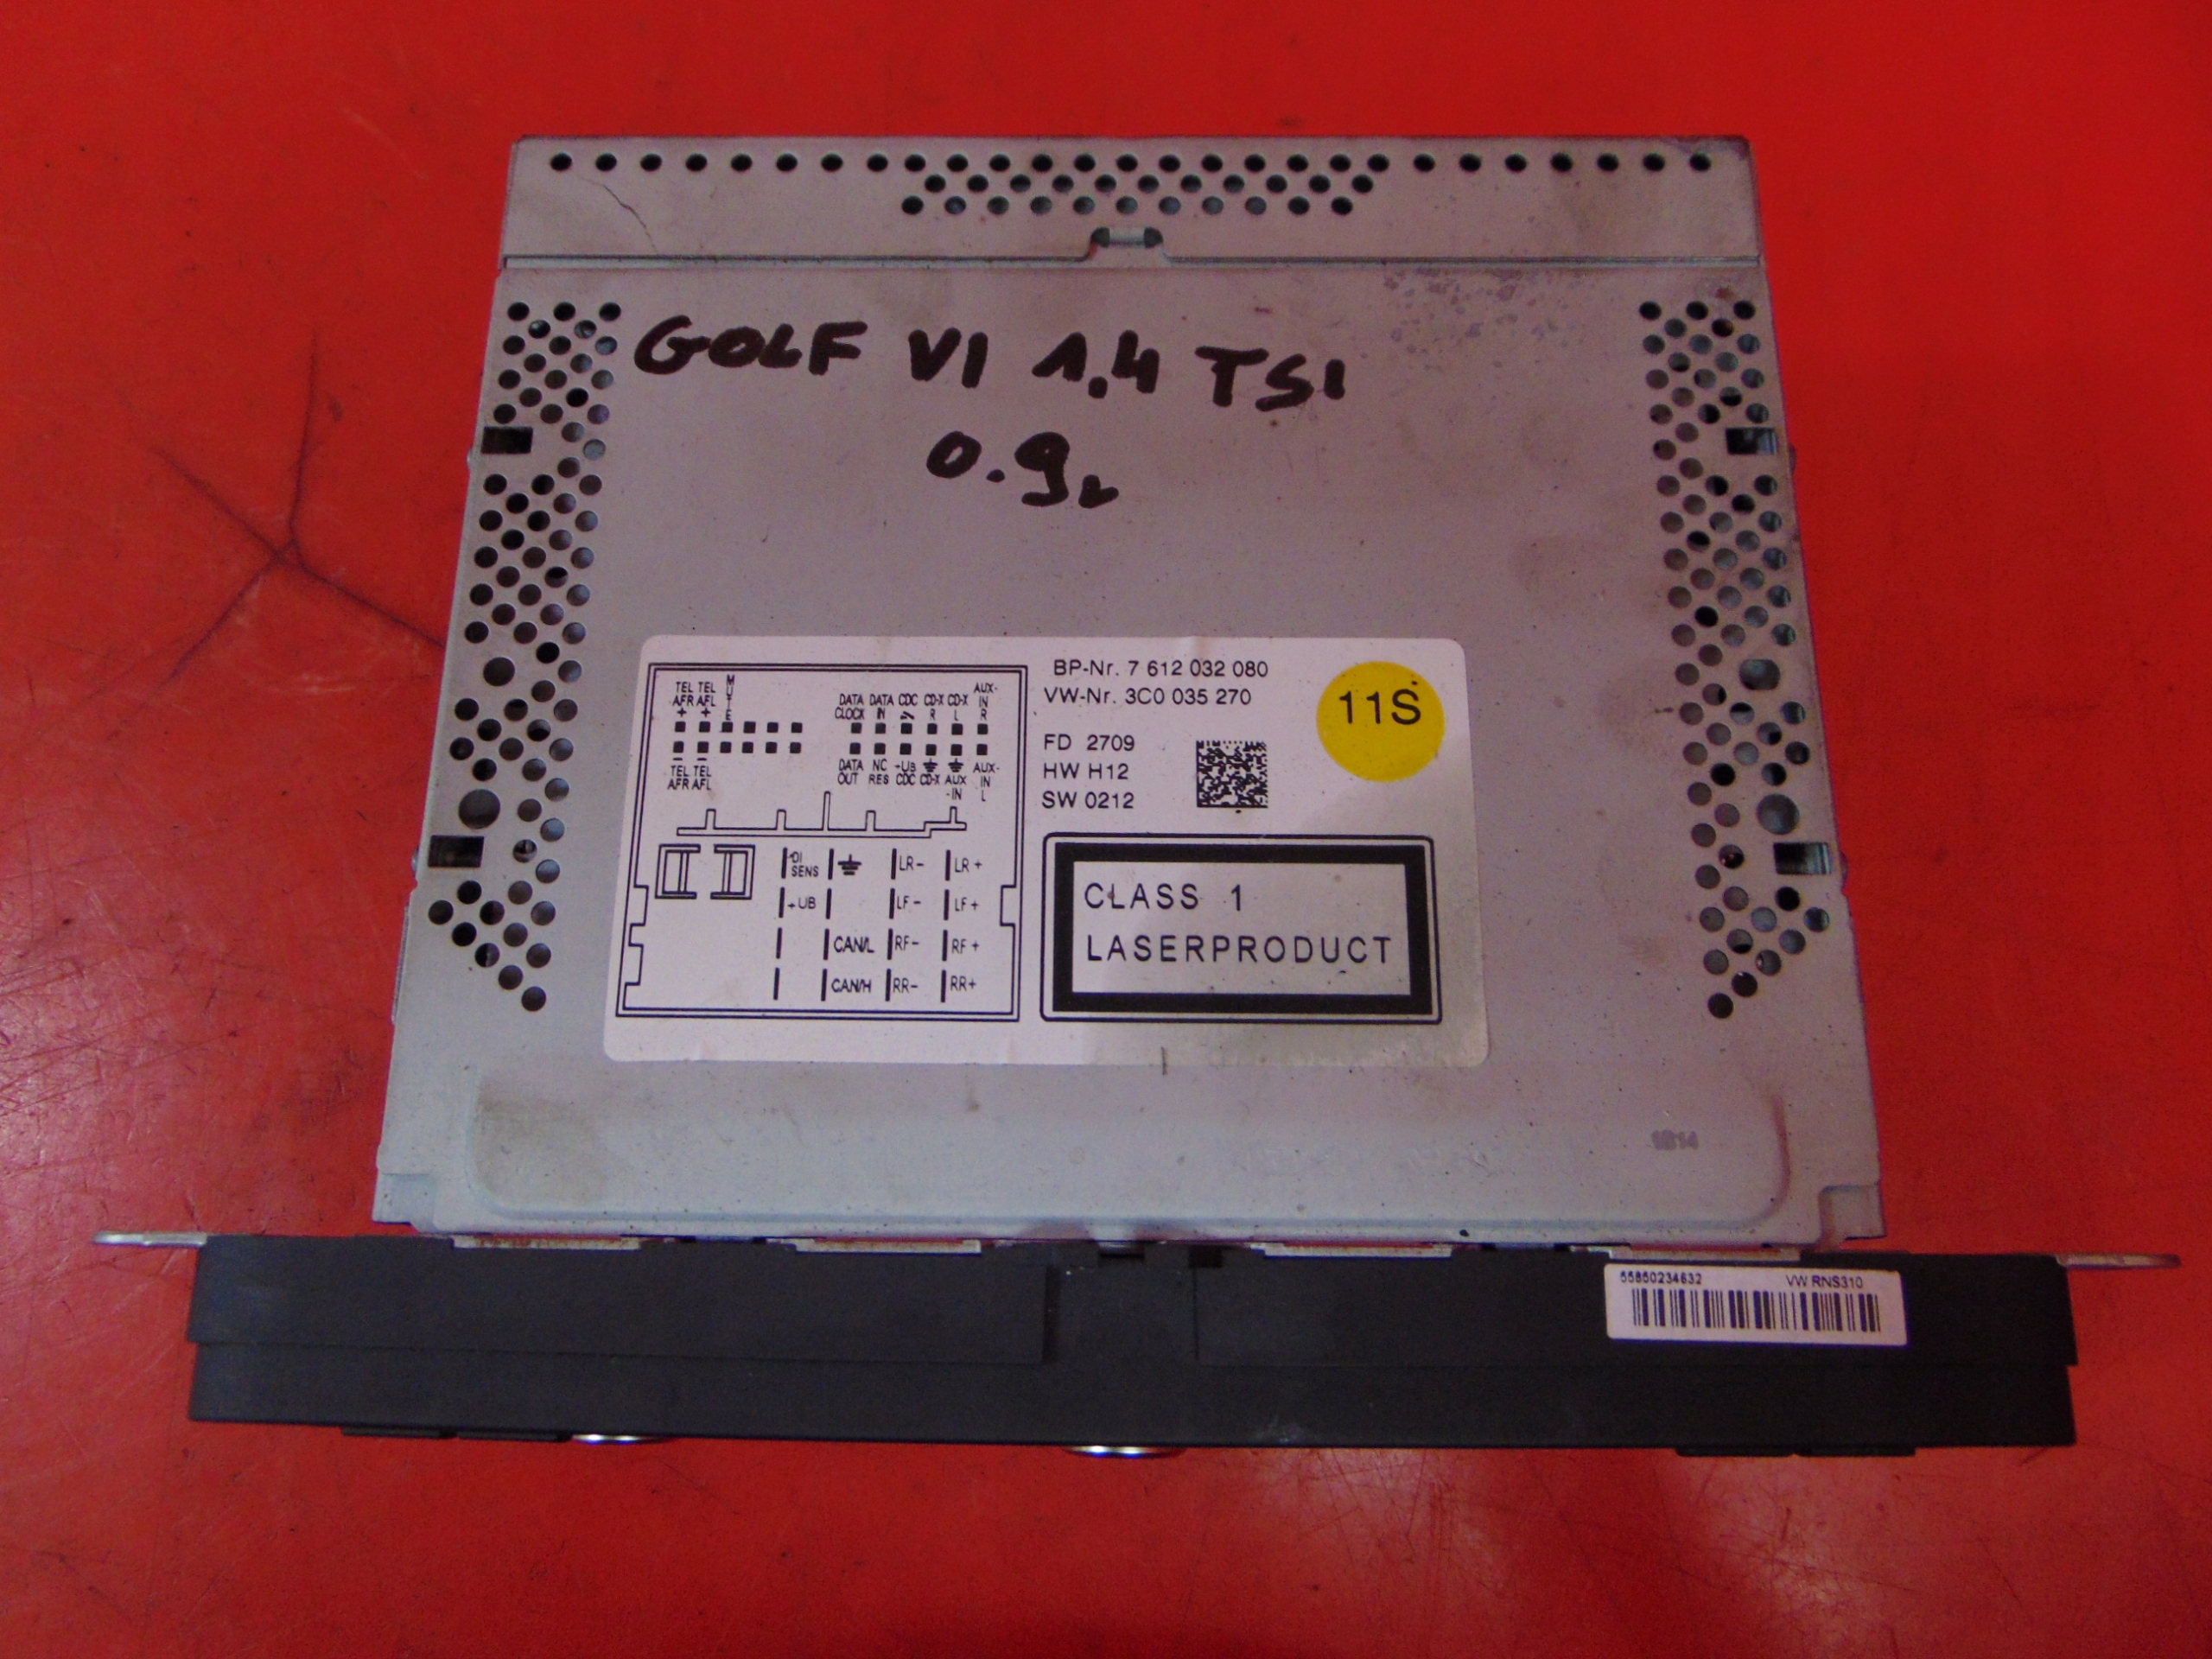 GOLF VI 1.4 TSI
0.9r
BP-Nr. 7 612 032 080
VW-Nr. 3C0 035 270
11S
FD 2709
HW H12
SW 0212
CLASS 1
LASERPRODUCT
TEL TEL MUTE
AFR AFL
+ +
- -
TEL TEL
AFR AFL
DATA DATA CDC CD-X CD-X AUX-
CLOCK IN R L IN
R
DATA NC +UB AUX-
OUT RES CDC CD-X AUX IN
-IN L
DI LR- LR+
SENS
+UB LF- LF+
CAN/L RF- RF+
CAN/H RR- RR+
1814
55860234632 VW RNS310